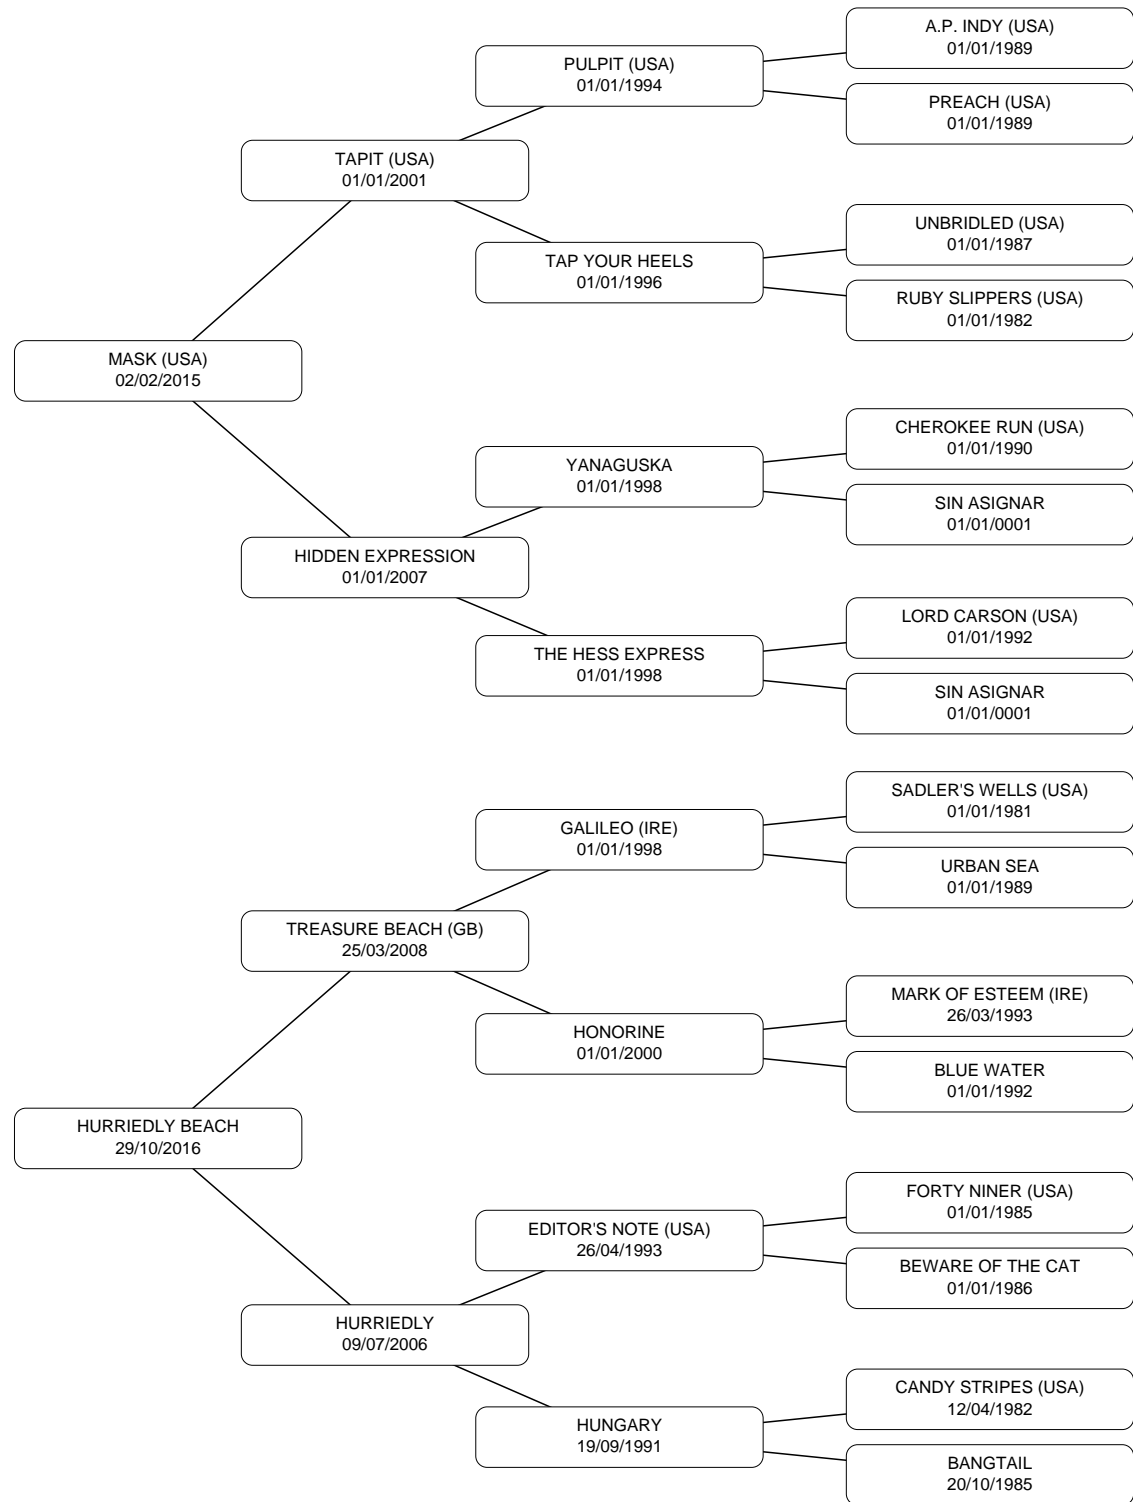 A.P. INDY (USA)
01/01/1989
PULPIT (USA)
01/01/1994
PREACH (USA)
01/01/1989
TAPIT (USA)
01/01/2001
UNBRIDLED (USA)
01/01/1987
TAP YOUR HEELS
01/01/1996
RUBY SLIPPERS (USA)
01/01/1982
MASK (USA)
02/02/2015
CHEROKEE RUN (USA)
01/01/1990
YANAGUSKA
01/01/1998
SIN ASIGNAR
01/01/0001
HIDDEN EXPRESSION
01/01/2007
LORD CARSON (USA)
01/01/1992
THE HESS EXPRESS
01/01/1998
SIN ASIGNAR
01/01/0001
SADLER'S WELLS (USA)
01/01/1981
GALILEO (IRE)
01/01/1998
URBAN SEA
01/01/1989
TREASURE BEACH (GB)
25/03/2008
MARK OF ESTEEM (IRE)
26/03/1993
HONORINE
01/01/2000
BLUE WATER
01/01/1992
HURRIEDLY BEACH
29/10/2016
FORTY NINER (USA)
01/01/1985
EDITOR'S NOTE (USA)
26/04/1993
BEWARE OF THE CAT
01/01/1986
HURRIEDLY
09/07/2006
CANDY STRIPES (USA)
12/04/1982
HUNGARY
19/09/1991
BANGTAIL
20/10/1985